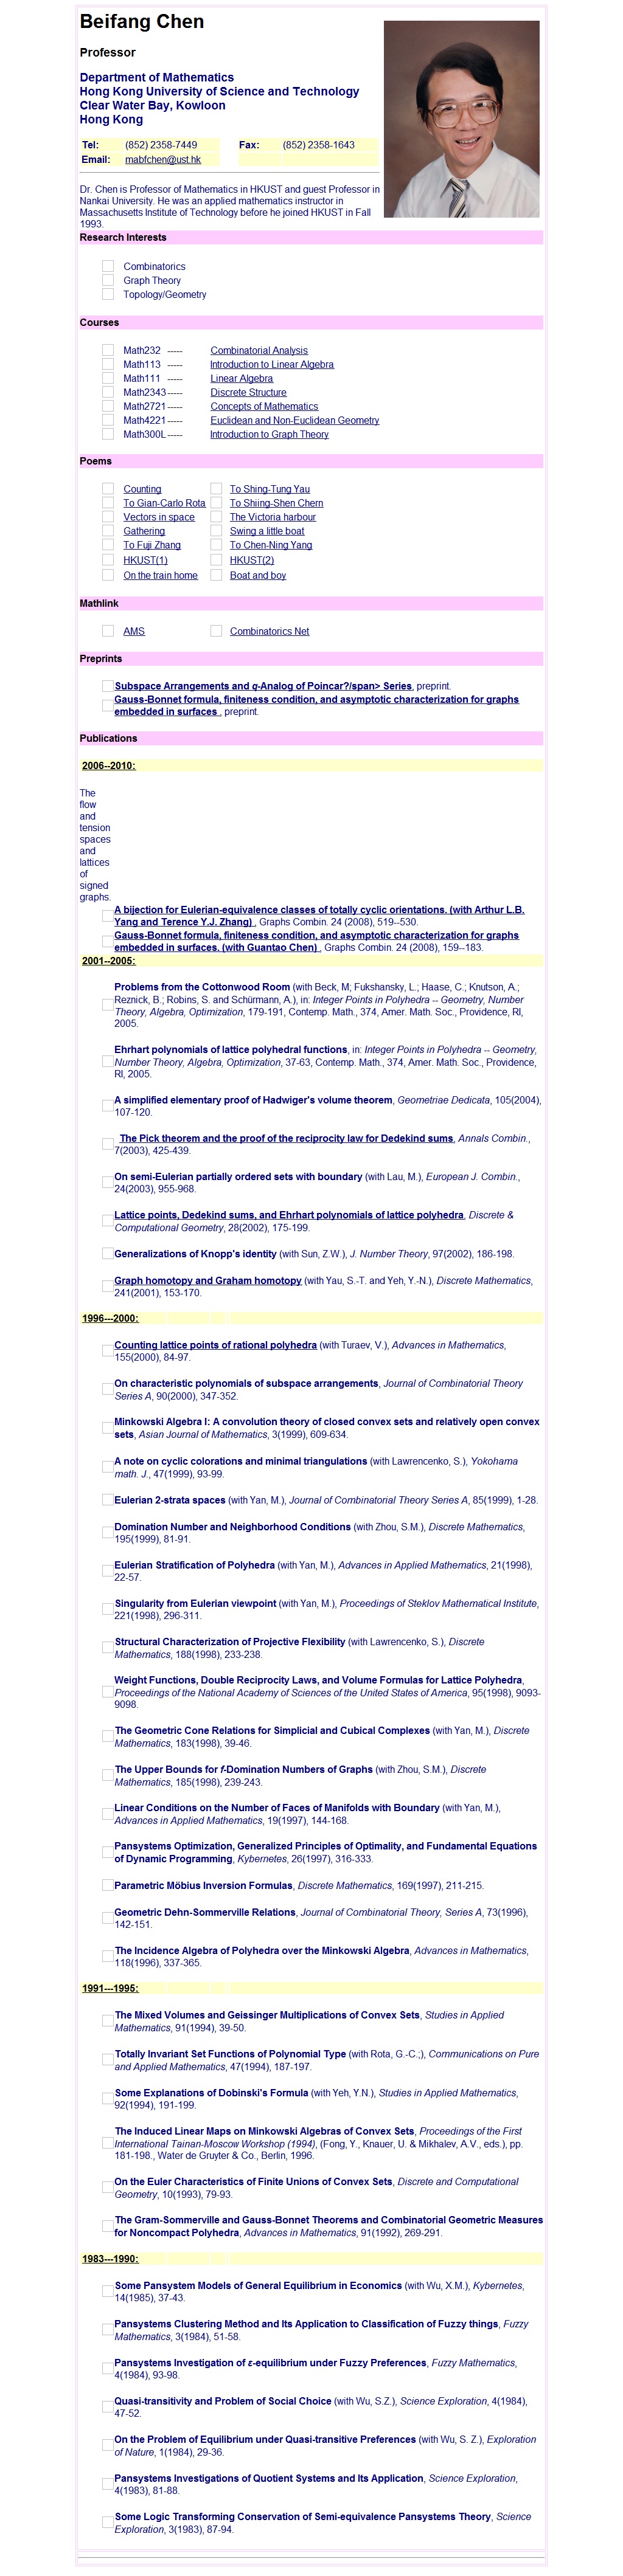 Beifang Chen
Professor
Department of Mathematics
Hong Kong University of Science and Technology
Clear Water Bay, Kowloon
Hong Kong
Tel: (852) 2358-7449 Fax: (852) 2358-1643
Email: mabfchen@ust.hk
Dr. Chen is Professor of Mathematics in HKUST and guest Professor in
Nankai University. He was an applied mathematics instructor in
Massachusetts Institute of Technology before he joined HKUST in Fall
1993.
Research Interests
Combinatorics
Graph Theory
Topology/Geometry
Courses
Math232 ----- Combinatorial Analysis
Math113 ----- Introduction to Linear Algebra
Math111 ----- Linear Algebra
Math2343 ----- Discrete Structure
Math2721 ----- Concepts of Mathematics
Math4221 ----- Euclidean and Non-Euclidean Geometry
Math300L ----- Introduction to Graph Theory
Poems
Counting To Shing-Tung Yau
To Gian-Carlo Rota To Shiing-Shen Chern
Vectors in space The Victoria harbour
Gathering Swing a little boat
To Fuji Zhang To Chen-Ning Yang
HKUST(1) HKUST(2)
On the train home Boat and boy
Mathlink
AMS Combinatorics Net
Preprints
Subspace Arrangements and q-Analog of Poincar?/span> Series, preprint.
Gauss-Bonnet formula, finiteness condition, and asymptotic characterization for graphs
embedded in surfaces , preprint.
Publications
2006--2010:
The
flow
and
tension
spaces
and
lattices
of
signed
graphs.
A bijection for Eulerian-equivalence classes of totally cyclic orientations. (with Arthur L.B.
Yang and Terence Y.J. Zhang) , Graphs Combin. 24 (2008), 519--530.
Gauss-Bonnet formula, finiteness condition, and asymptotic characterization for graphs
embedded in surfaces. (with Guantao Chen) , Graphs Combin. 24 (2008), 159--183.
2001--2005:
Problems from the Cottonwood Room (with Beck, M; Fukshansky, L.; Haase, C.; Knutson, A.;
Reznick, B.; Robins, S. and Schürmann, A.), in: Integer Points in Polyhedra -- Geometry, Number
Theory, Algebra, Optimization, 179-191, Contemp. Math., 374, Amer. Math. Soc., Providence, RI,
2005.
Ehrhart polynomials of lattice polyhedral functions, in: Integer Points in Polyhedra -- Geometry,
Number Theory, Algebra, Optimization, 37-63, Contemp. Math., 374, Amer. Math. Soc., Providence,
RI, 2005.
A simplified elementary proof of Hadwiger's volume theorem, Geometriae Dedicata, 105(2004),
107-120.
The Pick theorem and the proof of the reciprocity law for Dedekind sums, Annals Combin.,
7(2003), 425-439.
On semi-Eulerian partially ordered sets with boundary (with Lau, M.), European J. Combin.,
24(2003), 955-968.
Lattice points, Dedekind sums, and Ehrhart polynomials of lattice polyhedra, Discrete &
Computational Geometry, 28(2002), 175-199.
Generalizations of Knopp's identity (with Sun, Z.W.), J. Number Theory, 97(2002), 186-198.
Graph homotopy and Graham homotopy (with Yau, S.-T. and Yeh, Y.-N.), Discrete Mathematics,
241(2001), 153-170.
1996---2000:
Counting lattice points of rational polyhedra (with Turaev, V.), Advances in Mathematics,
155(2000), 84-97.
On characteristic polynomials of subspace arrangements, Journal of Combinatorial Theory
Series A, 90(2000), 347-352.
Minkowski Algebra I: A convolution theory of closed convex sets and relatively open convex
sets, Asian Journal of Mathematics, 3(1999), 609-634.
A note on cyclic colorations and minimal triangulations (with Lawrencenko, S.), Yokohama
math. J., 47(1999), 93-99.
Eulerian 2-strata spaces (with Yan, M.), Journal of Combinatorial Theory Series A, 85(1999), 1-28.
Domination Number and Neighborhood Conditions (with Zhou, S.M.), Discrete Mathematics,
195(1999), 81-91.
Eulerian Stratification of Polyhedra (with Yan, M.), Advances in Applied Mathematics, 21(1998),
22-57.
Singularity from Eulerian viewpoint (with Yan, M.), Proceedings of Steklov Mathematical Institute,
221(1998), 296-311.
Structural Characterization of Projective Flexibility (with Lawrencenko, S.), Discrete
Mathematics, 188(1998), 233-238.
Weight Functions, Double Reciprocity Laws, and Volume Formulas for Lattice Polyhedra,
Proceedings of the National Academy of Sciences of the United States of America, 95(1998), 9093-
9098.
The Geometric Cone Relations for Simplicial and Cubical Complexes (with Yan, M.), Discrete
Mathematics, 183(1998), 39-46.
The Upper Bounds for f-Domination Numbers of Graphs (with Zhou, S.M.), Discrete
Mathematics, 185(1998), 239-243.
Linear Conditions on the Number of Faces of Manifolds with Boundary (with Yan, M.),
Advances in Applied Mathematics, 19(1997), 144-168.
Pansystems Optimization, Generalized Principles of Optimality, and Fundamental Equations
of Dynamic Programming, Kybernetes, 26(1997), 316-333.
Parametric Möbius Inversion Formulas, Discrete Mathematics, 169(1997), 211-215.
Geometric Dehn-Sommerville Relations, Journal of Combinatorial Theory, Series A, 73(1996),
142-151.
The Incidence Algebra of Polyhedra over the Minkowski Algebra, Advances in Mathematics,
118(1996), 337-365.
1991---1995:
The Mixed Volumes and Geissinger Multiplications of Convex Sets, Studies in Applied
Mathematics, 91(1994), 39-50.
Totally Invariant Set Functions of Polynomial Type (with Rota, G.-C.;), Communications on Pure
and Applied Mathematics, 47(1994), 187-197.
Some Explanations of Dobinski's Formula (with Yeh, Y.N.), Studies in Applied Mathematics,
92(1994), 191-199.
The Induced Linear Maps on Minkowski Algebras of Convex Sets, Proceedings of the First
International Tainan-Moscow Workshop (1994), (Fong, Y., Knauer, U. & Mikhalev, A.V., eds.), pp.
181-198., Water de Gruyter & Co., Berlin, 1996.
On the Euler Characteristics of Finite Unions of Convex Sets, Discrete and Computational
Geometry, 10(1993), 79-93.
The Gram-Sommerville and Gauss-Bonnet Theorems and Combinatorial Geometric Measures
for Noncompact Polyhedra, Advances in Mathematics, 91(1992), 269-291.
1983---1990:
Some Pansystem Models of General Equilibrium in Economics (with Wu, X.M.), Kybernetes,
14(1985), 37-43.
Pansystems Clustering Method and Its Application to Classification of Fuzzy things, Fuzzy
Mathematics, 3(1984), 51-58.
Pansystems Investigation of ε-equilibrium under Fuzzy Preferences, Fuzzy Mathematics,
4(1984), 93-98.
Quasi-transitivity and Problem of Social Choice (with Wu, S.Z.), Science Exploration, 4(1984),
47-52.
On the Problem of Equilibrium under Quasi-transitive Preferences (with Wu, S. Z.), Exploration
of Nature, 1(1984), 29-36.
Pansystems Investigations of Quotient Systems and Its Application, Science Exploration,
4(1983), 81-88.
Some Logic Transforming Conservation of Semi-equivalence Pansystems Theory, Science
Exploration, 3(1983), 87-94.